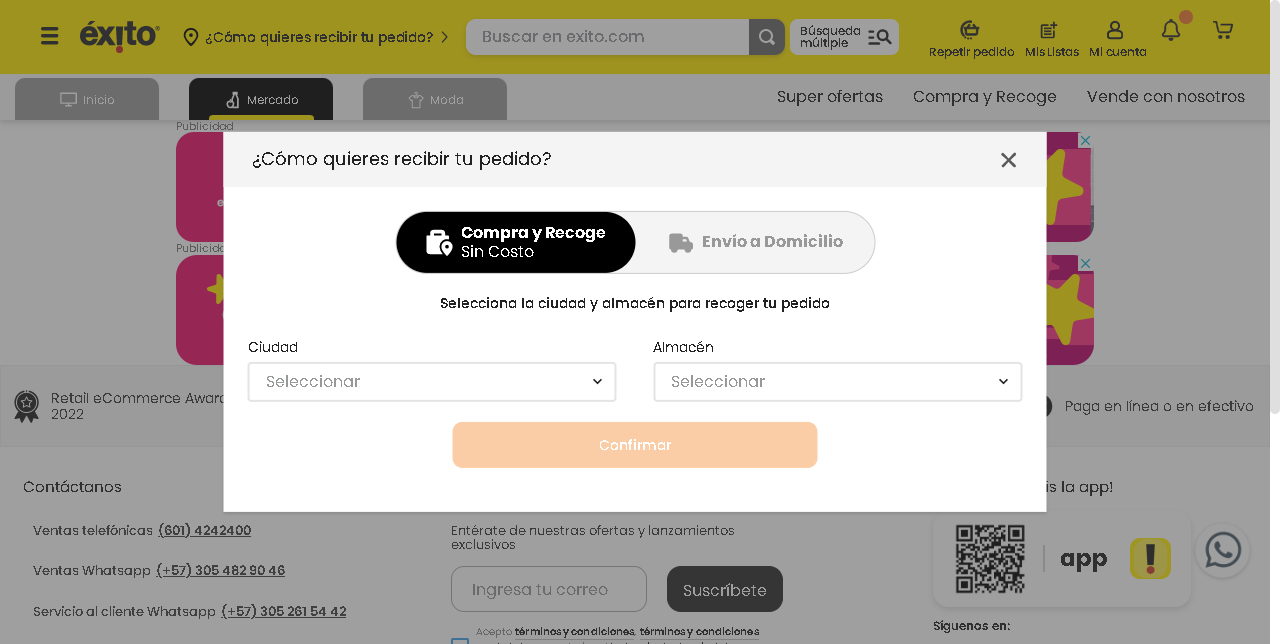 éxito
¿Cómo quieres recibir tu pedido?
Buscar en exito.com
Búsqueda
múltiple
Repetir pedido
Mis Listas
Mi cuenta
Inicio
Mercado
Moda
Super ofertas
Compra y Recoge
Vende con nosotros
Publicidad
¿Cómo quieres recibir tu pedido?
Compra y Recoge
Sin Costo
Envío a Domicilio
Publicidad
Selecciona la ciudad y almacén para recoger tu pedido
Ciudad
Almacén
Seleccionar
Seleccionar
Retail eCommerce
2022
Paga en línea o en efectivo
Confirmar
Contáctanos
la app!
Ventas telefónicas (601) 4242400
Entérate de nuestras ofertas y lanzamientos
exclusivos
Ventas Whatsapp (+57) 305 482 90 46
app
Ingresa tu correo
Suscríbete
Servicio al cliente Whatsapp (+57) 305 261 54 42
Síguenos en:
Acepto términos y condiciones, términos y condiciones